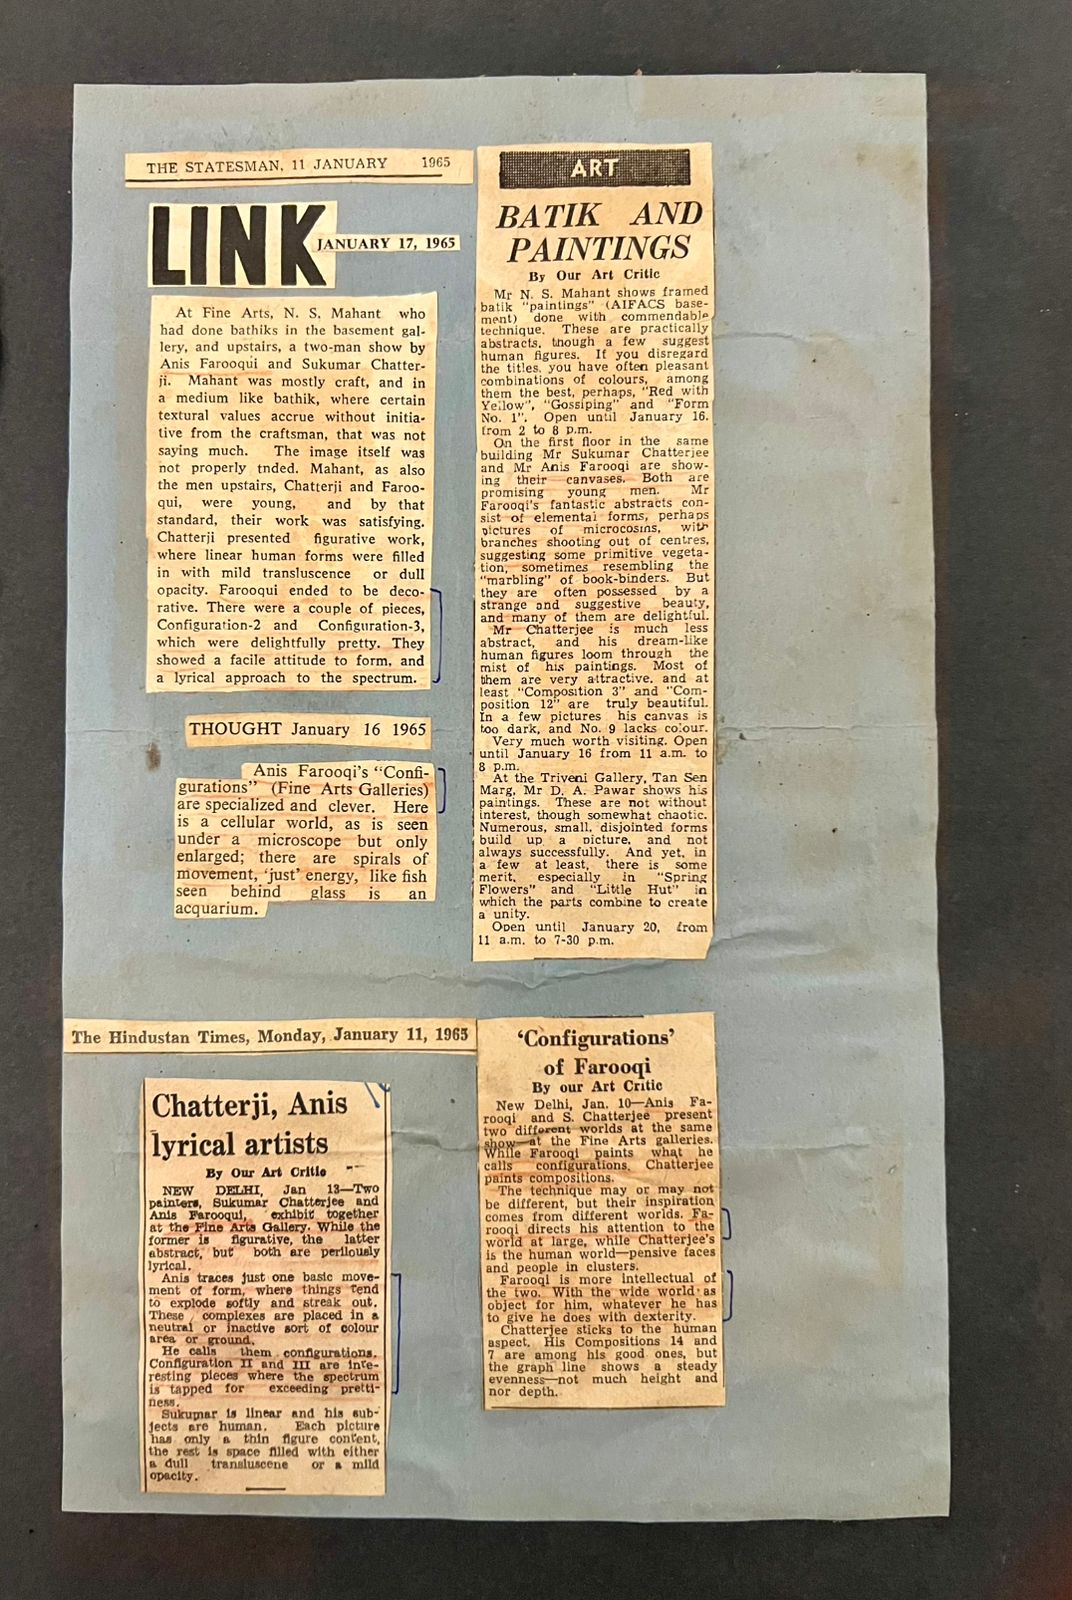 THE STATESMAN, 11 JANUARY 1965
LINK
JANUARY 17, 1965
At Fine Arts, N. S. Mahant who
had done bathiks in the basement gal-
lery, and upstairs, a two-man show by
Anis Farooqui and Sukumar Chatter-
ji. Mahant was mostly craft, and in
a medium like bathik, where certain
textural values accrue without initia-
tive from the craftsman, that was not
saying much. The image itself was
not properly tnded. Mahant, as also
the men upstairs, Chatterji and Faroo-
qui, were young, and by that
standard, their work was satisfying.
Chatterji presented figurative work,
where linear human forms were filled
in with mild transluscence or dull
opacity. Farooqui ended to be deco-
rative. There were a couple of pieces,
Configuration-2 and Configuration-3,
which were delightfully pretty. They
showed a facile attitude to form, and
a lyrical approach to the spectrum.
THOUGHT January 16 1965
Anis Farooqi's "Confi-
gurations" (Fine Arts Galleries)
are specialized and clever. Here
is a cellular world, as is seen
under a microscope but only
enlarged; there are spirals of
movement, 'just' energy, like fish
seen behind glass is an
acquarium.
ART
BATIK AND
PAINTINGS
By Our Art Critic
Mr N. S. Mahant shows framed
batik "paintings" (AIFACS base-
ment) done with commendable
technique. These are practically
abstracts, though a few suggest
human figures. If you disregard
the titles, you have often pleasant
combinations of colours, among
them the best, perhaps, "Red with
Yellow", "Gossiping" and "Form
No. 1". Open until January 16,
from 2 to 8 p.m.
On the first floor in the same
building Mr Sukumar Chatterjee
and Mr Anis Farooqi are show-
ing their canvases. Both are
promising young men. Mr
Farooqi's fantastic abstracts con-
sist of elemental forms, perhaps
pictures of microcosms, with
branches shooting out of centres,
suggesting some primitive vegeta-
tion, sometimes resembling the
"marbling" of book-binders. But
they are often possessed by a
strange and suggestive beauty,
and many of them are delightful.
Mr Chatterjee is much less
abstract, and his dream-like
human figures loom through the
mist of his paintings. Most of
them are very attractive, and at
least "Composition 3" and "Com-
position 12" are truly beautiful.
In a few pictures his canvas is
too dark, and No. 9 lacks colour.
Very much worth visiting. Open
until January 16 from 11 a.m. to
8 p.m.
At the Triveni Gallery, Tan Sen
Marg, Mr D. A. Pawar shows his
paintings. These are not without
interest, though somewhat chaotic.
Numerous, small, disjointed forms
build up a picture, and not
always successfully. And yet, in
a few at least, there is some
merit, especially in "Spring
Flowers" and "Little Hut" in
which the parts combine to create
a unity.
Open until January 20, from
11 a.m. to 7-30 p.m.
The Hindustan Times, Monday, January 11, 1965
Chatterji, Anis
lyrical artists
By Our Art Critic
NEW DELHI, Jan 13—Two
painters, Sukumar Chatterjee and
Anis Farooqui, exhibit together
at the Fine Arts Gallery. While the
former is figurative, the latter
abstract, but both are perilously
lyrical.
Anis traces just one basic move-
ment of form, where things tend
to explode softly and streak out.
These complexes are placed in a
neutral or inactive sort of colour
area or ground.
He calls them configurations.
Configuration II and III are inte-
resting pieces where the spectrum
is tapped for exceeding pretti-
ness.
Sukumar is linear and his sub-
jects are human. Each picture
has only a thin figure content,
the rest is space filled with either
a dull transluscene or a mild
opacity.
'Configurations'
of Farooqi
By our Art Critic
New Delhi, Jan. 10—Anis Fa-
rooqi and S. Chatterjee present
two different worlds at the same
show—at the Fine Arts galleries.
While Farooqi paints what he
calls configurations, Chatterjee
paints compositions.
The technique may or may not
be different, but their inspiration
comes from different worlds. Fa-
rooqi directs his attention to the
world at large, while Chatterjee's
is the human world—pensive faces
and people in clusters.
Farooqi is more intellectual of
the two. With the wide world as
object for him, whatever he has
to give he does with dexterity.
Chatterjee sticks to the human
aspect. His Compositions 14 and
7 are among his good ones, but
the graph line shows a steady
evenness—not much height and
nor depth.